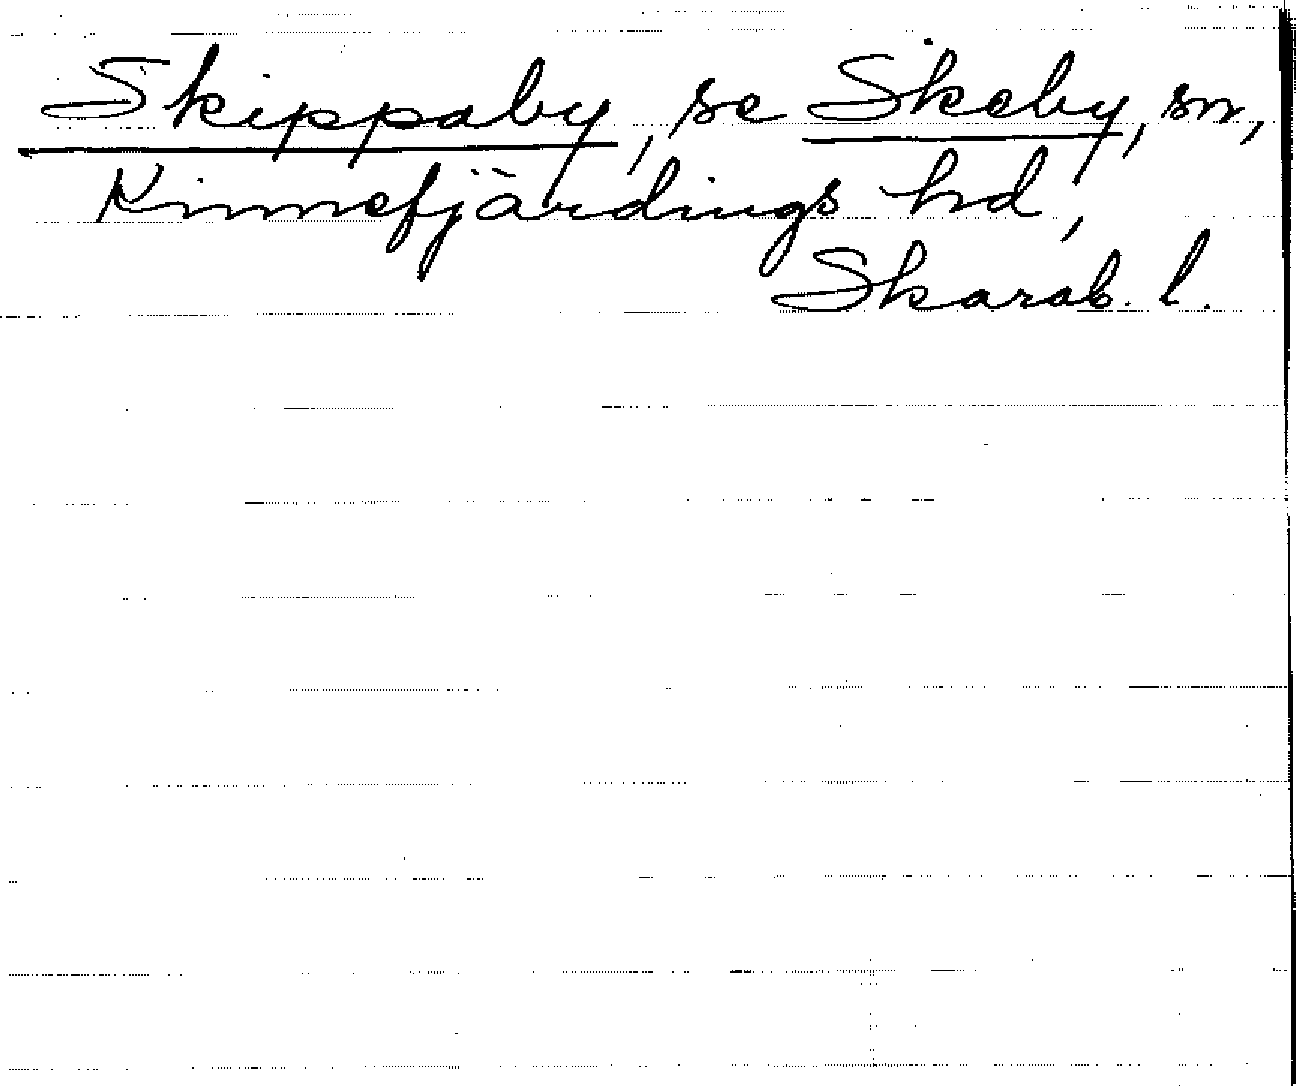 Skippaby, se Skeby, sn,
Kinnefjärdings hd,
Skarab. l.